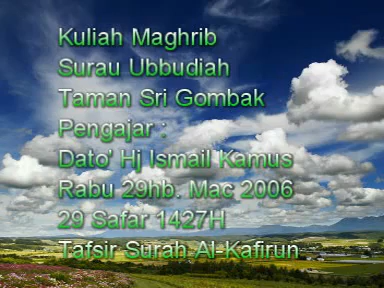 Kuliah Maghrib
Surau Ubbudiah
Taman Sri Gombak
Pengajar :
Dato' Hj Ismail Kamus
Rabu 29hb. Mac 2006
29 Safar 1427H
Tafsir Surah Al-Kafirun